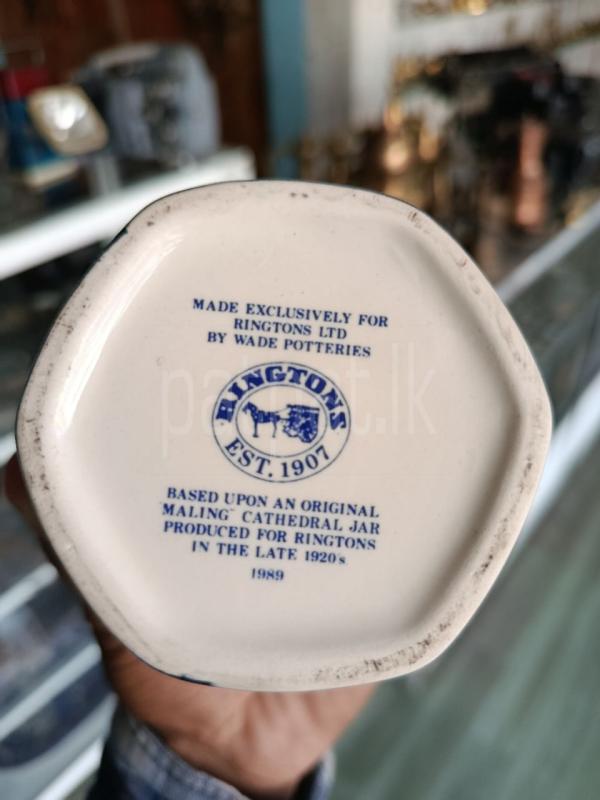 MADE EXCLUSIVELY FOR
RINGTONS LTD
BY WADE POTTERIES
RINGTONS
EST. 1907
BASED UPON AN ORIGINAL
MALING CATHEDRAL JAR
PRODUCED FOR RINGTONS
IN THE LATE 1920's
1989